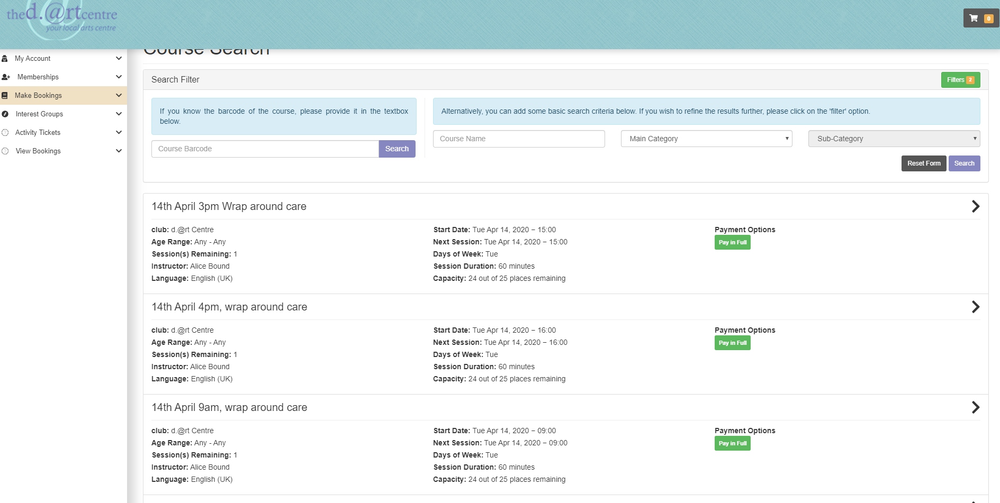 thed.@rtcentre
your local arts centre
0
My Account
Memberships
Make Bookings
Interest Groups
Activity Tickets
View Bookings
Course Search
Search Filter
Filters 2
If you know the barcode of the course, please provide it in the textbox
below.
Course Barcode
Search
Alternatively, you can add some basic search criteria below. If you wish to refine the results further, please click on the 'filter' option.
Course Name
Main Category
Sub-Category
Reset Form
Search
14th April 3pm Wrap around care
club: d.@rt Centre
Age Range: Any - Any
Session(s) Remaining: 1
Instructor: Alice Bound
Language: English (UK)
Start Date: Tue Apr 14, 2020 – 15:00
Next Session: Tue Apr 14, 2020 – 15:00
Days of Week: Tue
Session Duration: 60 minutes
Capacity: 24 out of 25 places remaining
Payment Options
Pay in Full
14th April 4pm, wrap around care
club: d.@rt Centre
Age Range: Any - Any
Session(s) Remaining: 1
Instructor: Alice Bound
Language: English (UK)
Start Date: Tue Apr 14, 2020 – 16:00
Next Session: Tue Apr 14, 2020 – 16:00
Days of Week: Tue
Session Duration: 60 minutes
Capacity: 24 out of 25 places remaining
Payment Options
Pay in Full
14th April 9am, wrap around care
club: d.@rt Centre
Age Range: Any - Any
Session(s) Remaining: 1
Instructor: Alice Bound
Language: English (UK)
Start Date: Tue Apr 14, 2020 – 09:00
Next Session: Tue Apr 14, 2020 – 09:00
Days of Week: Tue
Session Duration: 60 minutes
Capacity: 24 out of 25 places remaining
Payment Options
Pay in Full